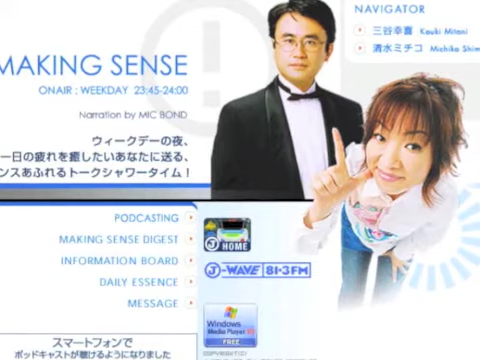 NAVIGATOR
三谷幸喜 Kouki Mitani
清水ミチコ Michiko Shim
MAKING SENSE
ONAIR : WEEKDAY 23:45-24:00
Narration by MIC BOND
ウィークデーの夜、
一日の疲れを癒したいあなたに送る、
ンスあふれるトークシャワータイム!
PODCASTING
MAKING SENSE DIGEST
INFORMATION BOARD
DAILY ESSENCE
MESSAGE
J HOME
J-WAVE 81.3FM
Windows
Media Player
FREE
スマートフォンで
ポッドキャストが聴けるようになりました